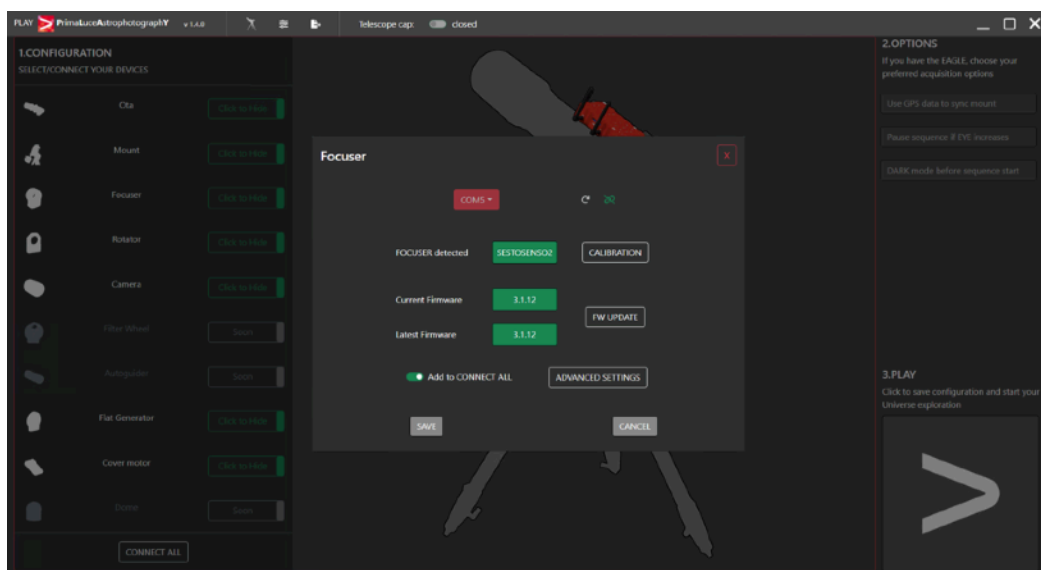 PLAY PrimaLuceAstrophotographY v 1.4.0 Telescope cap: closed
1.CONFIGURATION
SELECT/CONNECT YOUR DEVICES
Ota Click to Hide
Mount Click to Hide
Focuser Click to Hide
Rotator Click to Hide
Camera Click to Hide
Filter Wheel Soon
Autoguider Soon
Flat Generator Click to Hide
Cover motor Click to Hide
Dome Soon
CONNECT ALL
Focuser X
COM5
FOCUSER detected SESTOSENSO2 CALIBRATION
Current Firmware 3.1.12
FW UPDATE
Latest Firmware 3.1.12
Add to CONNECT ALL ADVANCED SETTINGS
SAVE CANCEL
2.OPTIONS
If you have the EAGLE, choose your
preferred acquisition options
Use GPS data to sync mount
Pause sequence if EYE increases
DARK mode before sequence start
3.PLAY
Click to save configuration and start your
Universe exploration